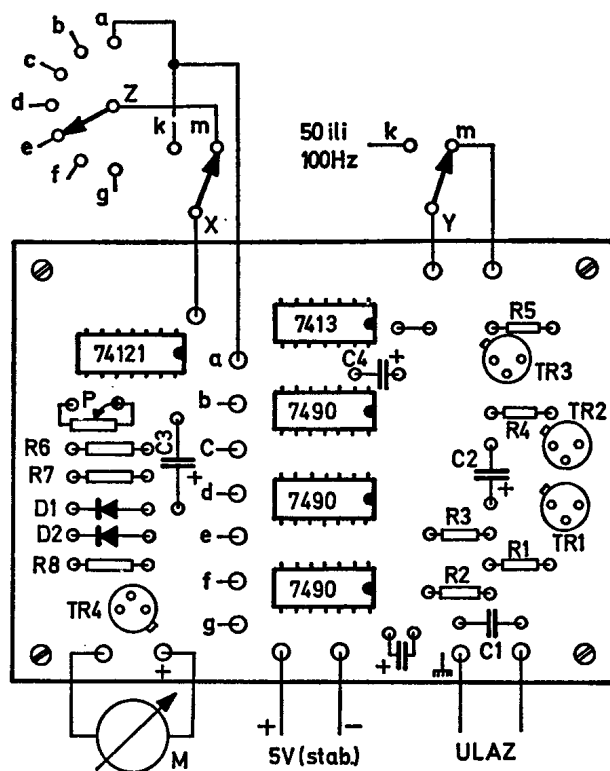 a
b
c
d
e
f
g
Z
k m
X
50 ili
100Hz
k m
Y
74121
7413
7490
7490
7490
a
b
c
d
e
f
g
P
R6
R7
D1
D2
R8
TR4
C3
+
C4 +
R5
TR3
R4
TR2
C2
+
R3
TR1
R1
R2
C1
+
+
M
+ -
5V (stab.)
ULAZ